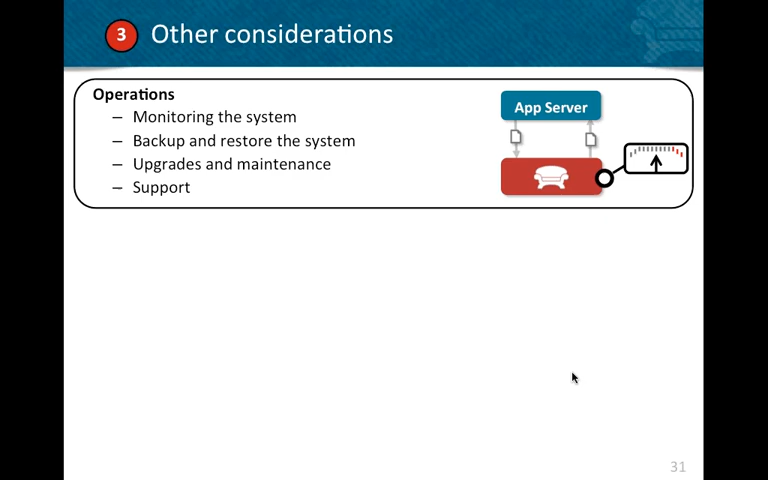 3 Other considerations
Operations
– Monitoring the system
– Backup and restore the system
– Upgrades and maintenance
– Support
App Server
31